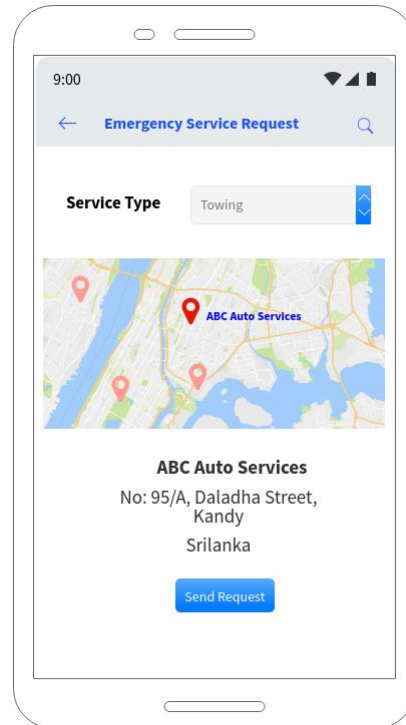 9:00
Emergency Service Request
Service Type
Towing
ABC Auto Services
ABC Auto Services
No: 95/A, Daladha Street,
Kandy
Srilanka
Send Request